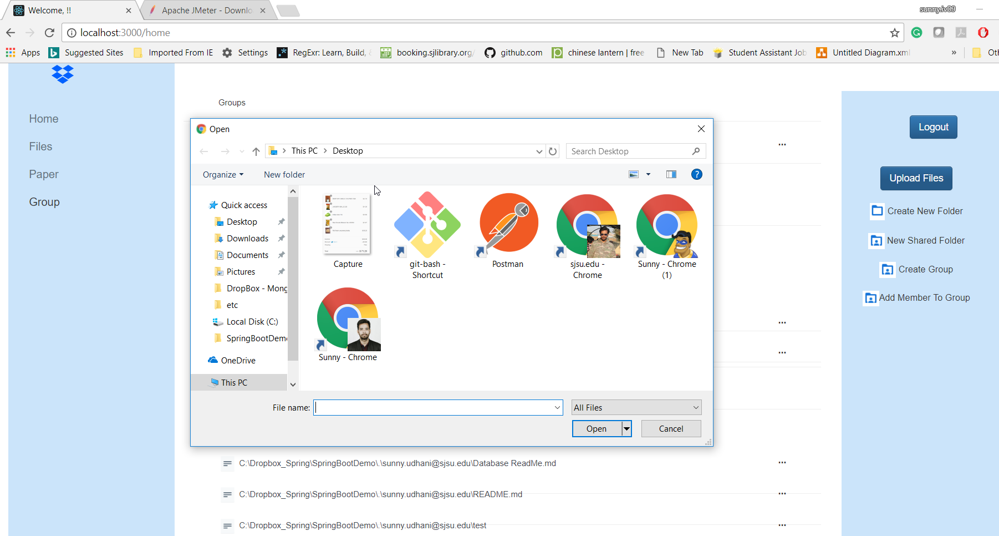 Welcome, !!
Apache JMeter - Downlo
sunny.iv09
localhost:3000/home
Apps
Suggested Sites
Imported From IE
Settings
RegExr: Learn, Build,
booking.sjlibrary.org/
github.com
chinese lantern | free
New Tab
Student Assistant Job
Untitled Diagram.xml
»
Oth
Groups
Home
Files
Paper
Group
Open
This PC > Desktop
Search Desktop
Organize
New folder
Quick access
Desktop
Downloads
Documents
Pictures
DropBox - Mong
etc
Local Disk (C:)
SpringBootDemo
OneDrive
This PC
Capture
git-bash -
Shortcut
Postman
sjsu.edu -
Chrome
Sunny - Chrome
(1)
Sunny - Chrome
File name:
All Files
Open
Cancel
Logout
Upload Files
Create New Folder
New Shared Folder
Create Group
Add Member To Group
...
...
...
C:\Dropbox_Spring\SpringBootDemo\.\sunny.udhani@sjsu.edu\Database ReadMe.md
...
C:\Dropbox_Spring\SpringBootDemo\.\sunny.udhani@sjsu.edu\README.md
...
C:\Dropbox_Spring\SpringBootDemo\.\sunny.udhani@sjsu.edu\test
...